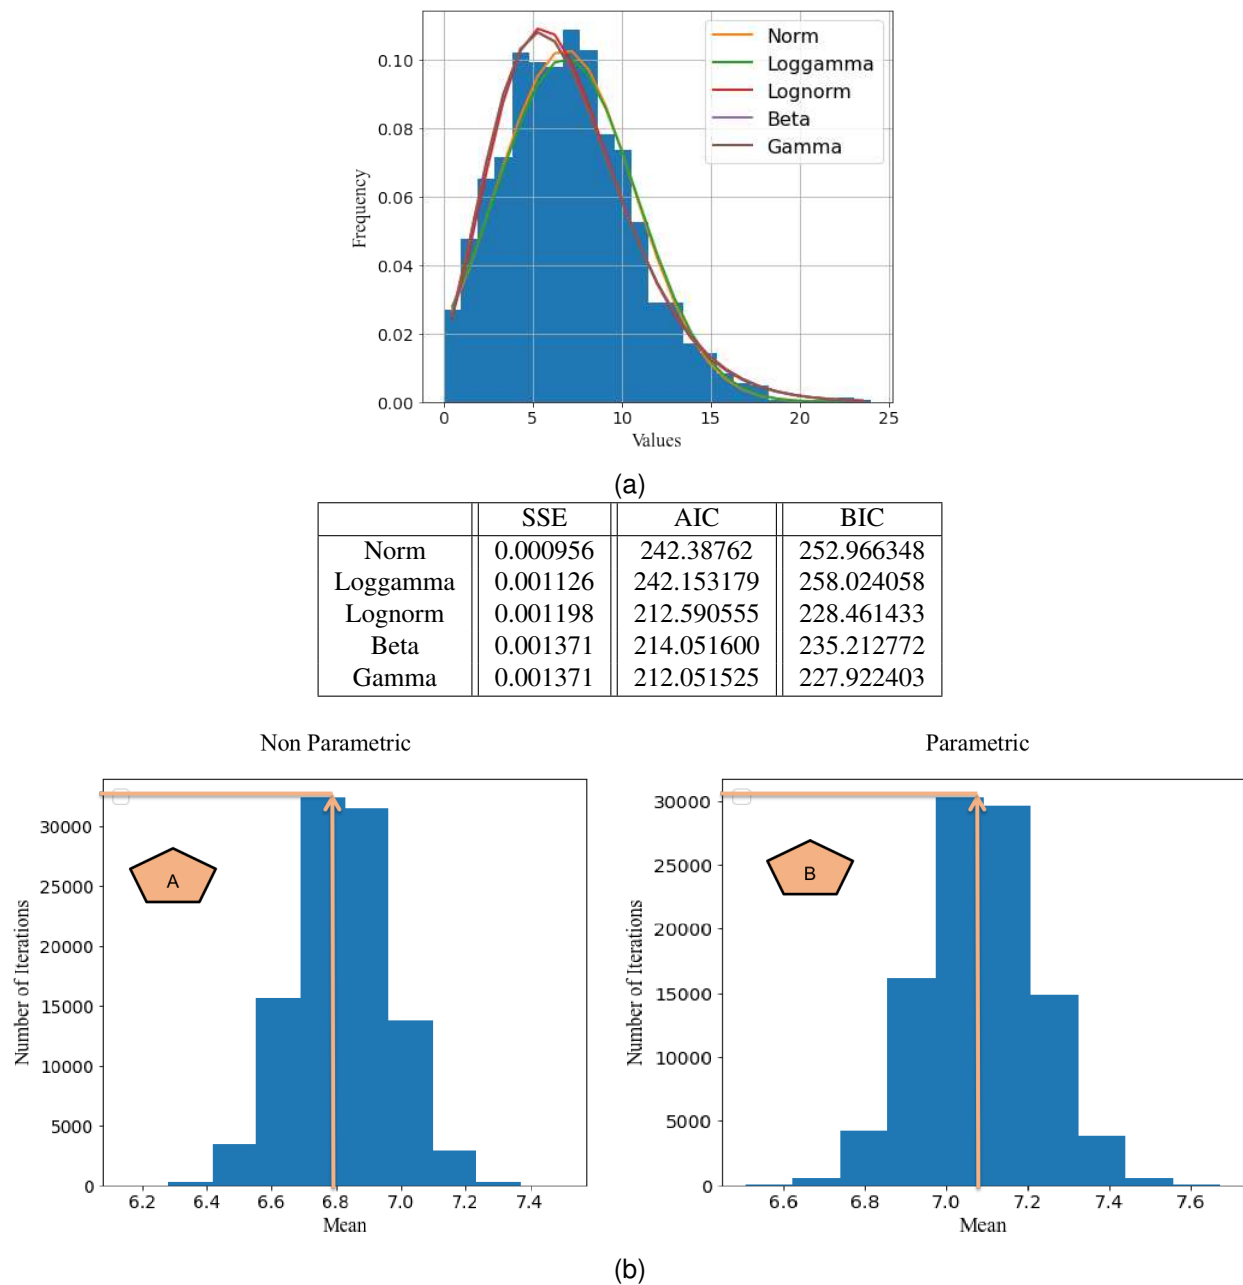 Norm
Loggamma
Lognorm
Beta
Gamma
0.10
0.08
0.06
0.04
0.02
0.00
Frequency
0 5 10 15 20 25
Values
(a)
SSE AIC BIC
Norm 0.000956 242.38762 252.966348
Loggamma 0.001126 242.153179 258.024058
Lognorm 0.001198 212.590555 228.461433
Beta 0.001371 214.051600 235.212772
Gamma 0.001371 212.051525 227.922403
Non Parametric
30000
25000
20000
15000
10000
5000
0
Number of Iterations
A
6.2 6.4 6.6 6.8 7.0 7.2 7.4
Mean
Parametric
30000
25000
20000
15000
10000
5000
0
Number of Iterations
B
6.6 6.8 7.0 7.2 7.4 7.6
Mean
(b)